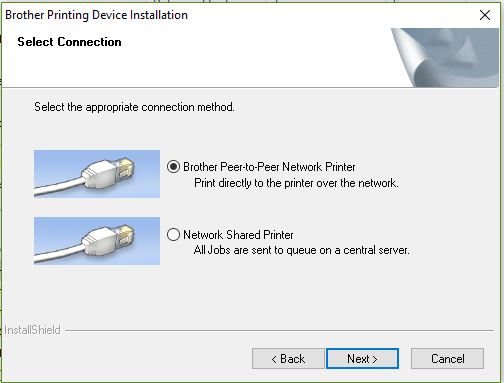 Brother Printing Device Installation
Select Connection
Select the appropriate connection method.
Brother Peer-to-Peer Network Printer
Print directly to the printer over the network.
Network Shared Printer
All Jobs are sent to queue on a central server.
InstallShield
< Back
Next >
Cancel